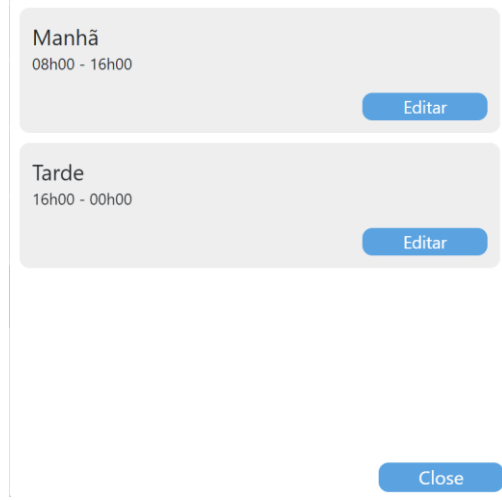 Manhã
08h00 - 16h00
Editar
Tarde
16h00 - 00h00
Editar
Close